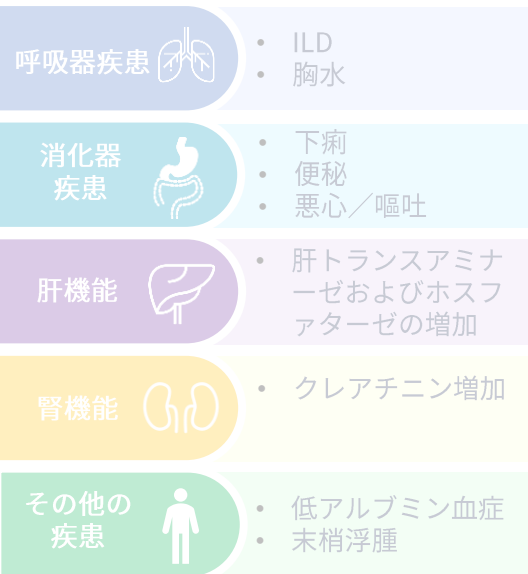 呼吸器疾患
• ILD
• 胸水
消化器
疾患
• 下痢
• 便秘
• 悪心／嘔吐
肝機能
• 肝トランスアミナ
ーゼおよびホスフ
ァターゼの増加
腎機能
• クレアチニン増加
その他の
疾患
• 低アルブミン血症
• 末梢浮腫